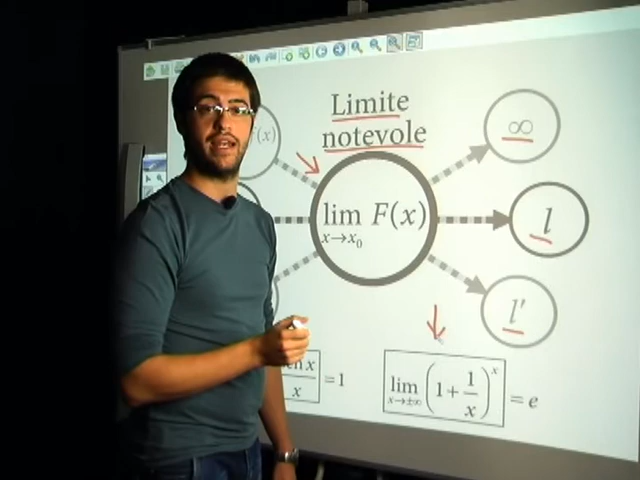 Limite
notevole
f(x)
∞
lim F(x)
x→x₀
l
l'
x
x
=1
lim (1+1/x)^x = e
x→±∞